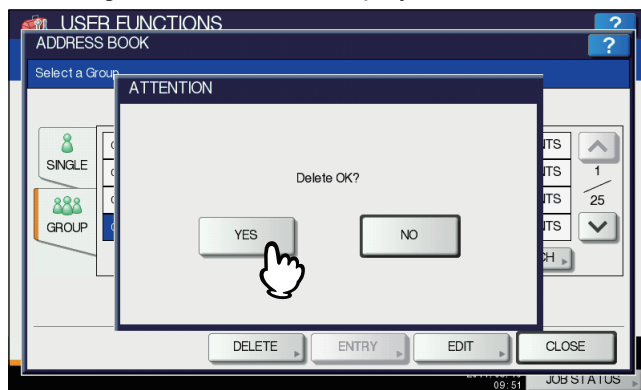 USER FUNCTIONS
?
ADDRESS BOOK
?
Select a Group
ATTENTION
SINGLE
1
25
GROUP
Delete OK?
YES
NO
DELETE
ENTRY
EDIT
CLOSE
09:51
JOB STATUS